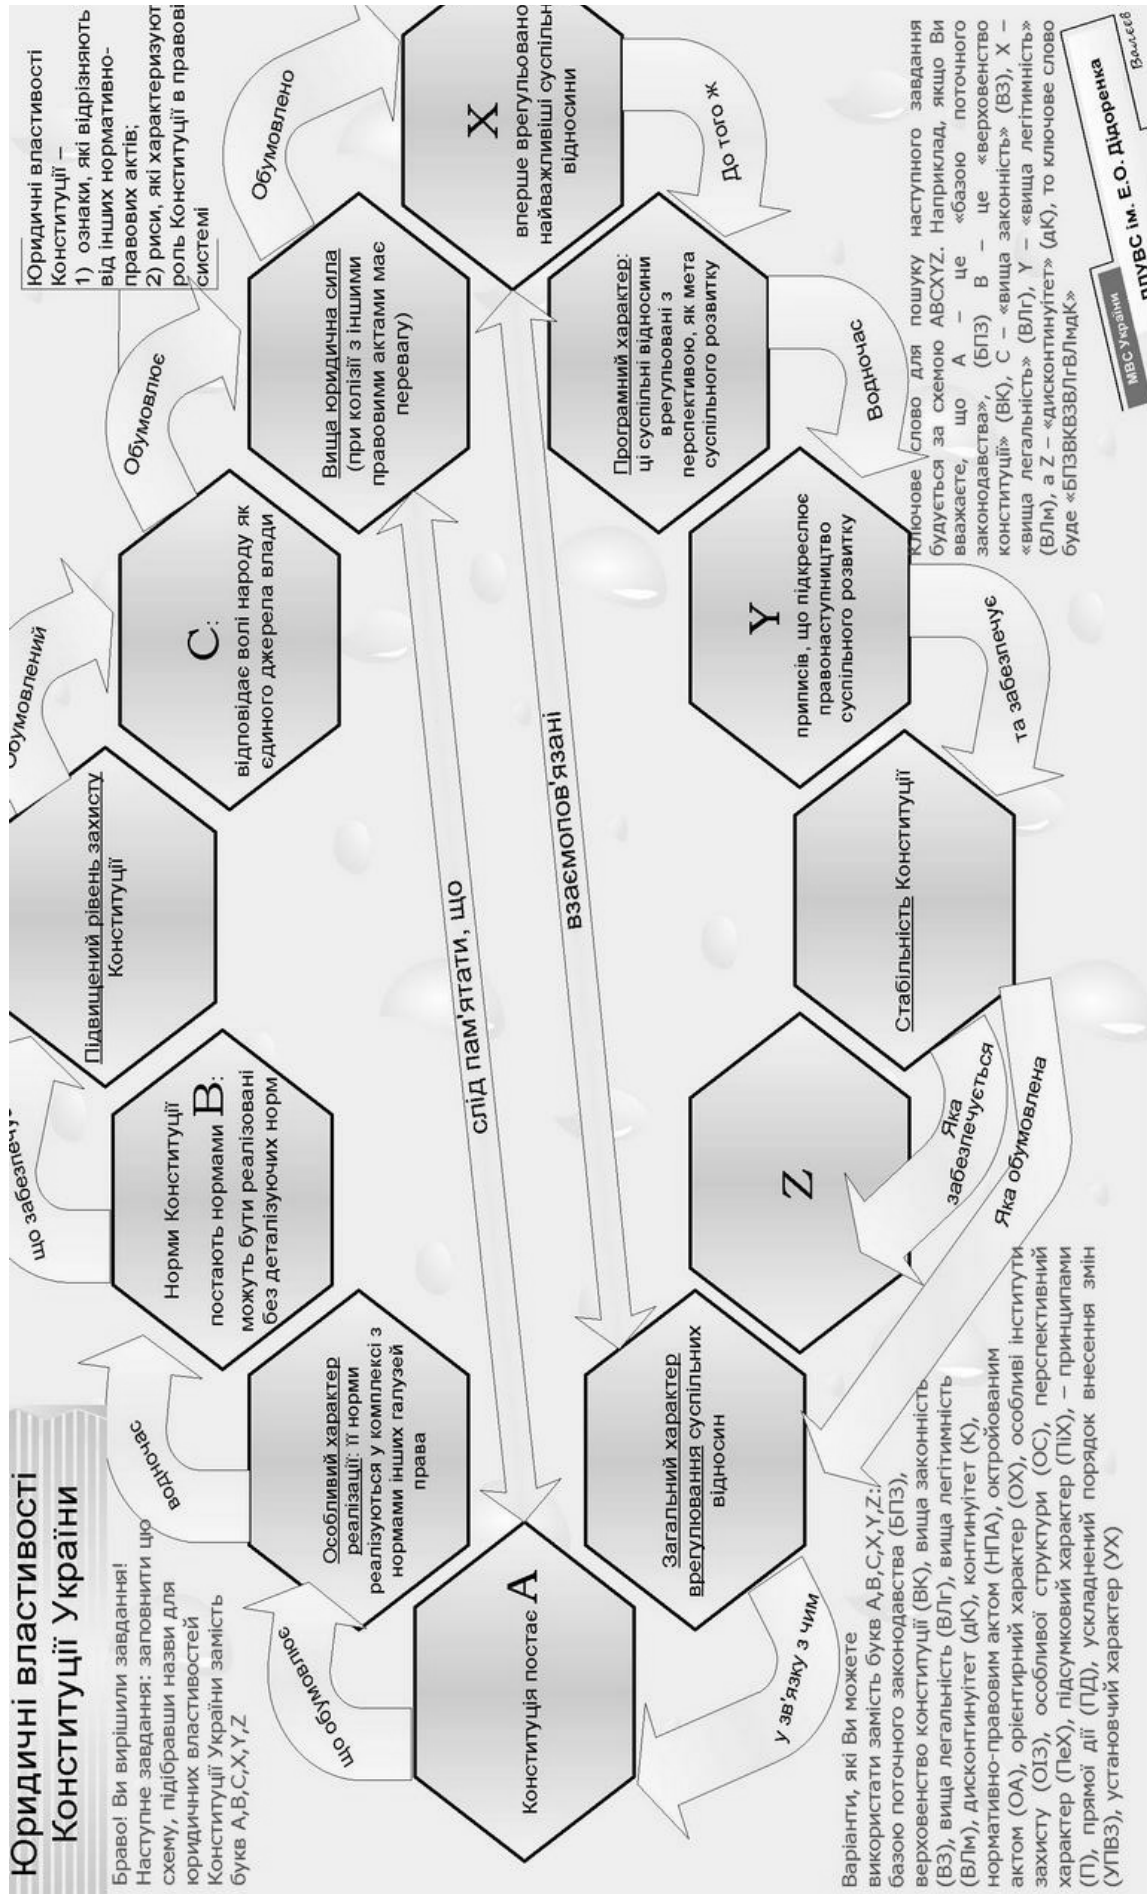 Юридичні властивості
Конституції України
Браво! Ви вирішили завдання!
Наступне завдання: заповнити цю
схему, підібравши назви для
юридичних властивостей
Конституції України замість
букв А,В,С,Х,Y,Z
Юридичні властивості
Конституції –
1) ознаки, які відрізняють
від інших нормативно-
правових актів;
2) риси, які характеризуют
роль Конституції в правові
системі
Конституція постає А
що обумовлює
Особливий характер
реалізації: її норми
реалізуються у комплексі з
нормами інших галузей
права
водночас
Норми Конституції
постають нормами В:
можуть бути реалізовані
без деталізуючих норм
що забезпечу
Підвищений рівень захисту
Конституції
Обумовлений
С:
відповідає волі народу як
єдиного джерела влади
Обумовлює
Вища юридична сила
(при колізії з іншими
правовими актами має
перевагу)
Обумовлено
Х
вперше врегульовано
найважливіші суспільн
відносини
До того ж
Програмний характер:
ці суспільні відносини
врегульовані з
перспективою, як мета
суспільного розвитку
Водночас
Y
приписів, що підкреслює
правонаступництво
суспільного розвитку
та забезпечує
Стабільність Конституції
Яка
забезпечується
Яка обумовлена
Z
Загальний характер
врегулювання суспільних
відносин
у зв'язку з чим
слід пам'ятати, що
взаємопов'язані
Варіанти, які Ви можете
використати замість букв А,В,С,Х,Y,Z:
базою поточного законодавства (БПЗ),
верховенство конституції (ВК), вища законність
(ВЗ), вища легальність (ВЛг), вища легітимність
(ВЛм), дисконтинуїтет (дК), континуїтет (К),
нормативно-правовим актом (НПА), октройованим
актом (ОА), орієнтирний характер (ОХ), особливі інститути
захисту (ОІЗ), особливої структури (ОС), перспективний
характер (ПеХ), підсумковий характер (ПіХ), – принципами
(П), прямої дії (ПД), ускладнений порядок внесення змін
(УПВЗ), установчий характер (УХ)
Ключове слово для пошуку наступного завдання
будується за схемою ABCXYZ. Наприклад, якщо Ви
вважаєте, що А – це «базою поточного
законодавства», (БПЗ) В – це «верховенство
конституції» (ВК), С – «вища законність» (ВЗ), Х –
«вища легальність» (ВЛг), Y – «вища легітимність»
(ВЛм), а Z – «дисконтинуїтет» (дК), то ключове слово
буде «БПЗВКВЗВЛгВЛмдК»
МВС України
ім. Е.О. Дідоренка